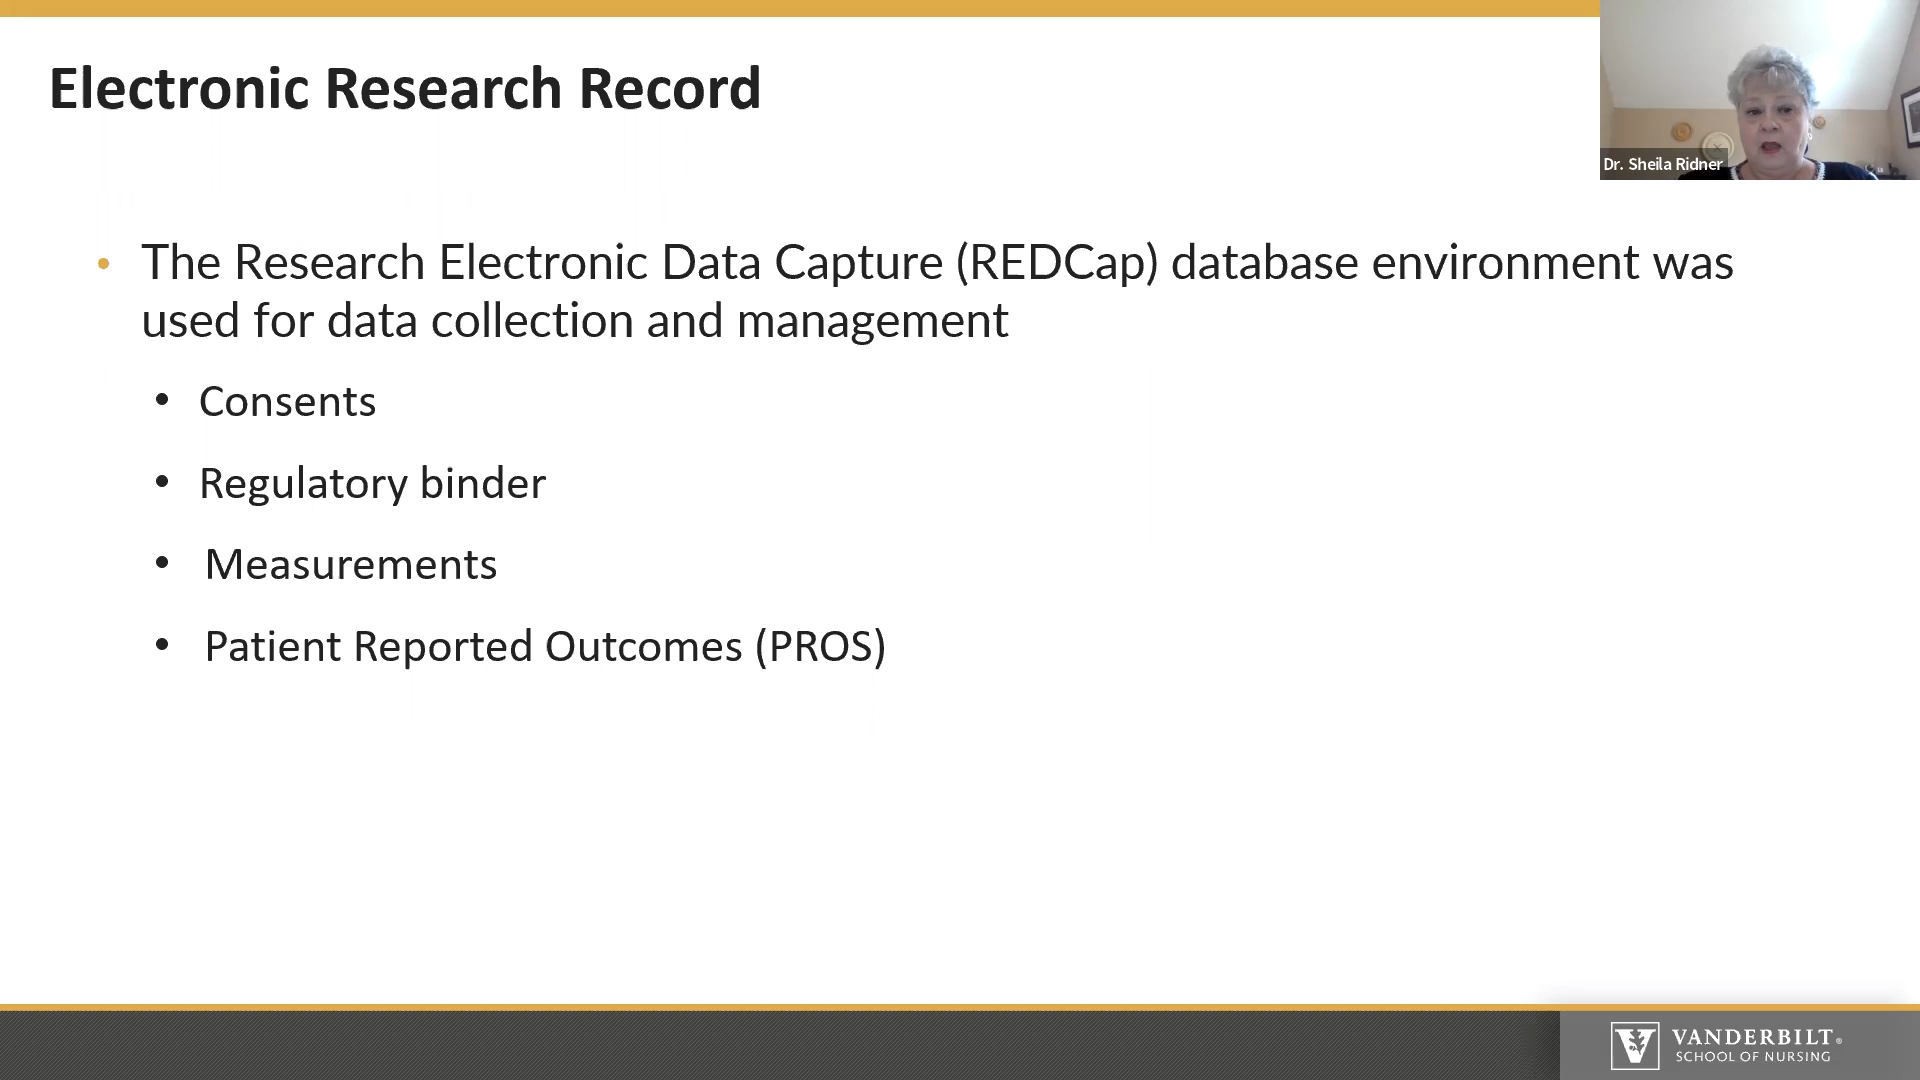 Electronic Research Record
Dr. Sheila Ridner
• The Research Electronic Data Capture (REDCap) database environment was
used for data collection and management
• Consents
• Regulatory binder
• Measurements
• Patient Reported Outcomes (PROS)
VANDERBILT®
SCHOOL OF NURSING